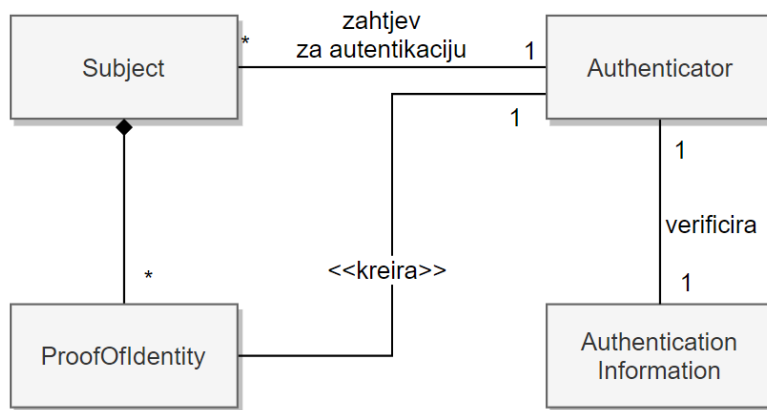 zahtjev
za autentikaciju
*
1
Subject
Authenticator
1
1
verificira
<<kreira>>
*
1
ProofOfIdentity
Authentication
Information